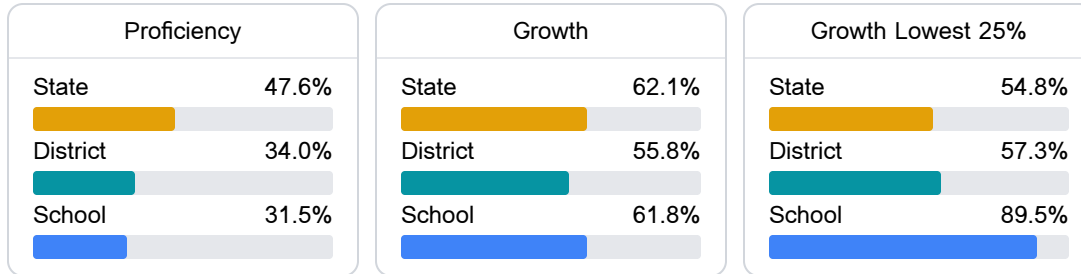 Proficiency
State 47.6%
District 34.0%
School 31.5%
Growth
State 62.1%
District 55.8%
School 61.8%
Growth Lowest 25%
State 54.8%
District 57.3%
School 89.5%